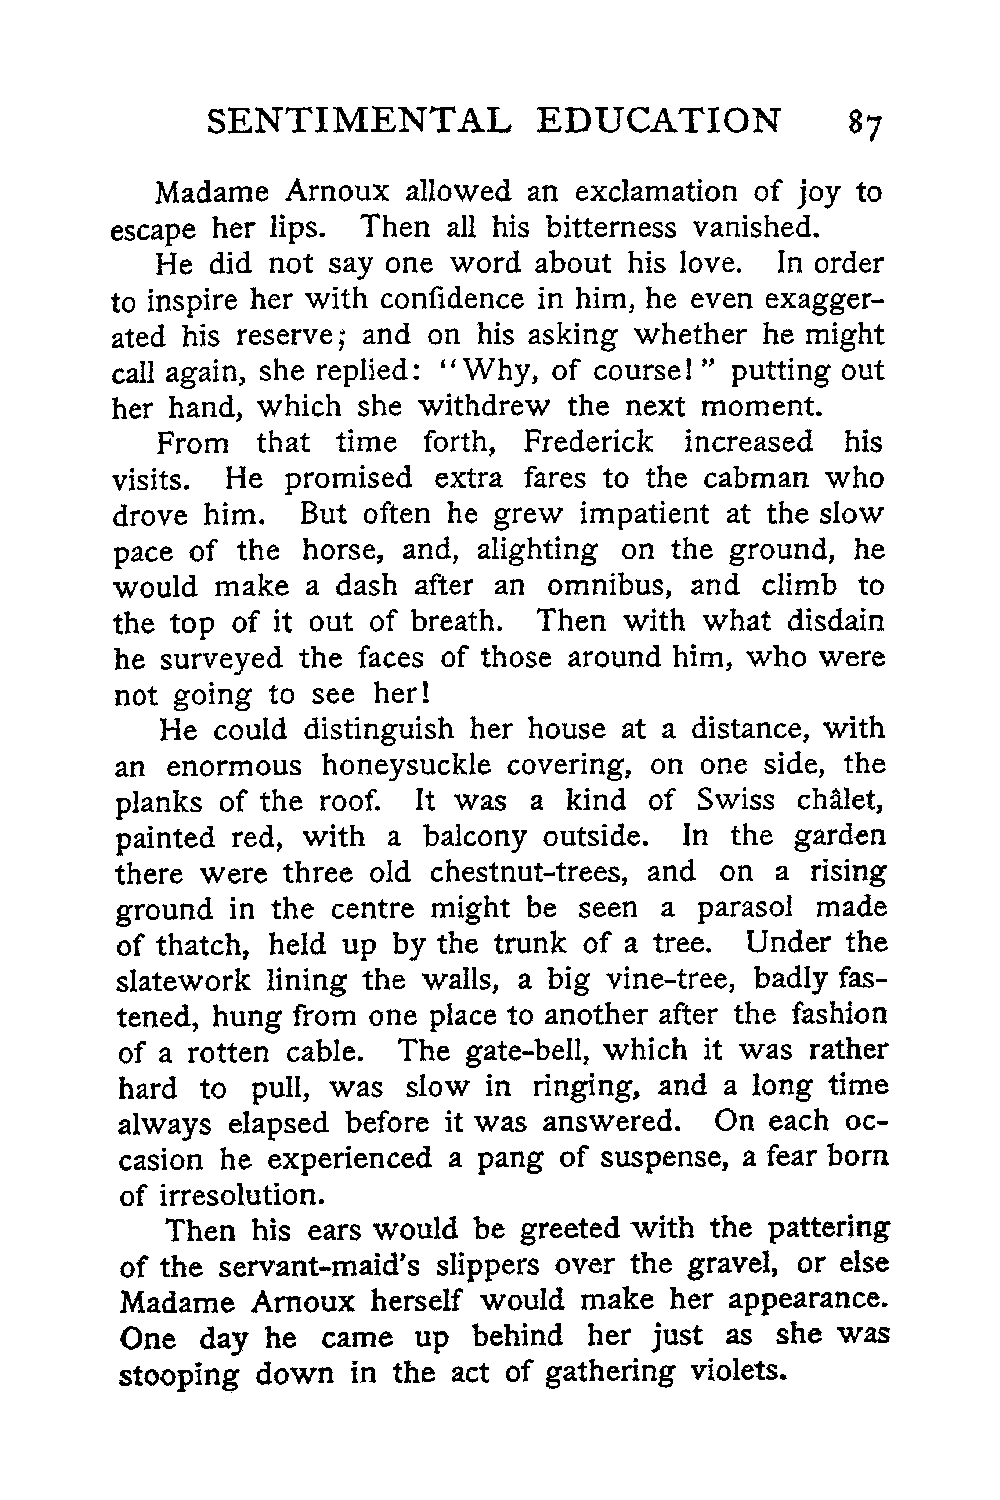 SENTIMENTAL EDUCATION 87
Madame Arnoux allowed an exclamation of joy to
escape her lips. Then all his bitterness vanished.
He did not say one word about his love. In order
to inspire her with confidence in him, he even exagger-
ated his reserve; and on his asking whether he might
call again, she replied: “Why, of course!” putting out
her hand, which she withdrew the next moment.
From that time forth, Frederick increased his
visits. He promised extra fares to the cabman who
drove him. But often he grew impatient at the slow
pace of the horse, and, alighting on the ground, he
would make a dash after an omnibus, and climb to
the top of it out of breath. Then with what disdain
he surveyed the faces of those around him, who were
not going to see her!
He could distinguish her house at a distance, with
an enormous honeysuckle covering, on one side, the
planks of the roof. It was a kind of Swiss châlet,
painted red, with a balcony outside. In the garden
there were three old chestnut-trees, and on a rising
ground in the centre might be seen a parasol made
of thatch, held up by the trunk of a tree. Under the
slatework lining the walls, a big vine-tree, badly fas-
tened, hung from one place to another after the fashion
of a rotten cable. The gate-bell, which it was rather
hard to pull, was slow in ringing, and a long time
always elapsed before it was answered. On each oc-
casion he experienced a pang of suspense, a fear born
of irresolution.
Then his ears would be greeted with the pattering
of the servant-maid's slippers over the gravel, or else
Madame Arnoux herself would make her appearance.
One day he came up behind her just as she was
stooping down in the act of gathering violets.